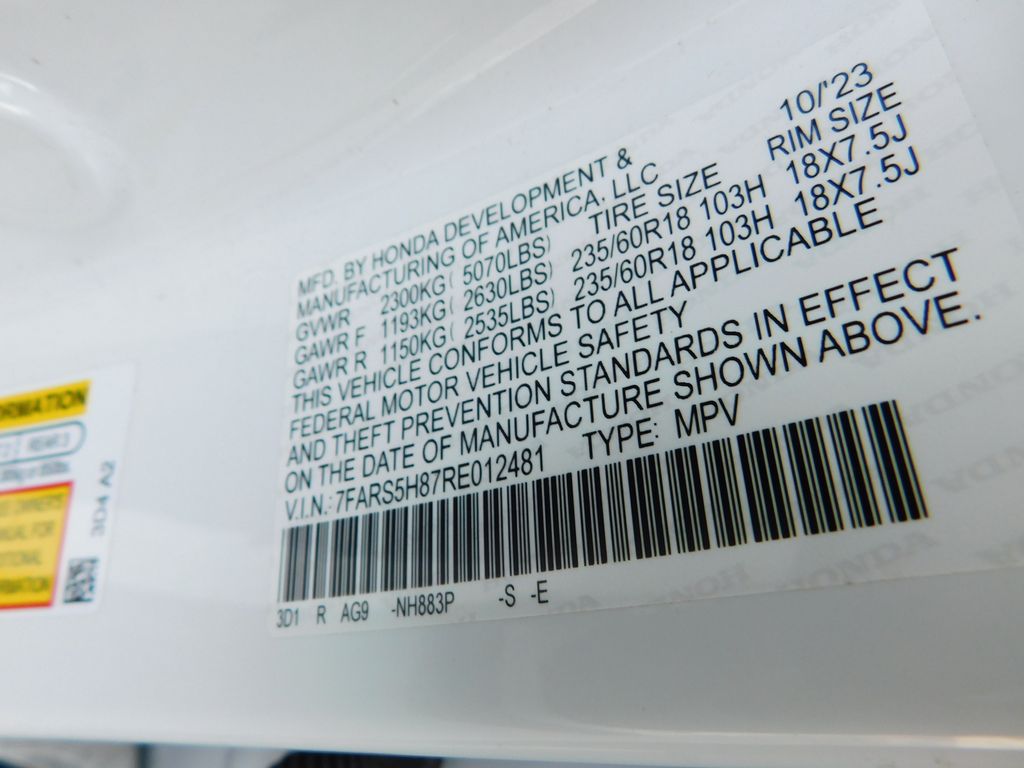 10/'23
MFD. BY HONDA DEVELOPMENT &
MANUFACTURING OF AMERICA, LLC
TIRE SIZE RIM SIZE
GVWR 2300KG( 5070LBS)
GAWR F 1193KG( 2630LBS) 235/60R18 103H 18X7.5J
GAWR R 1150KG( 2535LBS) 235/60R18 103H 18X7.5J
THIS VEHICLE CONFORMS TO ALL APPLICABLE
FEDERAL MOTOR VEHICLE SAFETY
AND THEFT PREVENTION STANDARDS IN EFFECT
ON THE DATE OF MANUFACTURE SHOWN ABOVE.
V.I.N.: 7FARS5H87RE012481 TYPE: MPV
3D1 R AG9 -NH883P -S -E
3D4 A2
HONDA